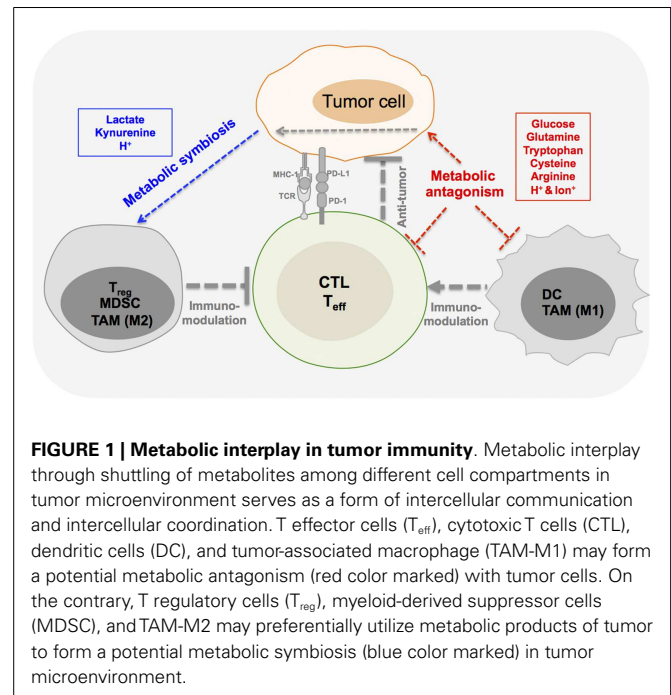 Tumor cell
Lactate
Kynurenine
H⁺
Metabolic symbiosis
Glucose
Glutamine
Tryptophan
Cysteine
Arginine
H⁺ & Ion⁺
Metabolic
antagonism
MHC-1
TCR
PD-L1
PD-1
Anti-tumor
T_reg
MDSC
TAM (M2)
Immuno-
modulation
CTL
T_eff
Immuno-
modulation
DC
TAM (M1)
FIGURE 1 | Metabolic interplay in tumor immunity. Metabolic interplay
through shuttling of metabolites among different cell compartments in
tumor microenvironment serves as a form of intercellular communication
and intercellular coordination. T effector cells (T_eff), cytotoxic T cells (CTL),
dendritic cells (DC), and tumor-associated macrophage (TAM-M1) may form
a potential metabolic antagonism (red color marked) with tumor cells. On
the contrary, T regulatory cells (T_reg), myeloid-derived suppressor cells
(MDSC), and TAM-M2 may preferentially utilize metabolic products of tumor
to form a potential metabolic symbiosis (blue color marked) in tumor
microenvironment.